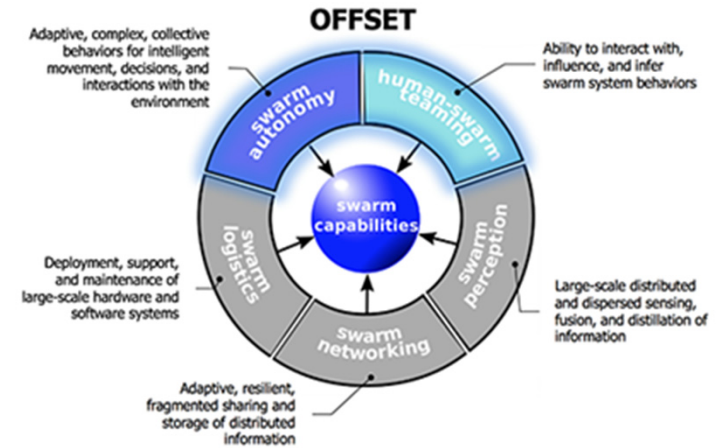 OFFSET
Adaptive, complex, collective
behaviors for intelligent
movement, decisions, and
interactions with the
environment
Ability to interact with,
influence, and infer
swarm system behaviors
swarm
autonomy
human-swarm
teaming
swarm
capabilities
swarm
logistics
swarm
perception
swarm
networking
Deployment, support,
and maintenance of
large-scale hardware and
software systems
Large-scale distributed
and dispersed sensing,
fusion, and distillation of
information
Adaptive, resilient,
fragmented sharing and
storage of distributed
information